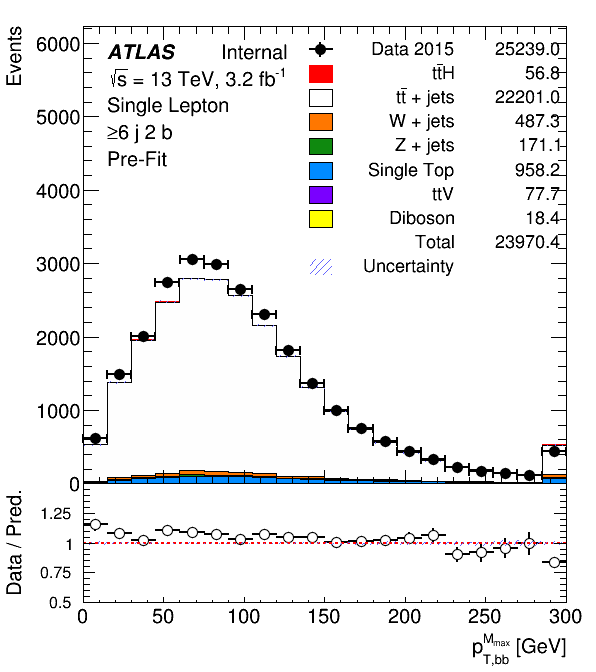 Events
6000
5000
4000
3000
2000
1000
0
ATLAS Internal
√s = 13 TeV, 3.2 fb⁻¹
Single Lepton
≥6 j 2 b
Pre-Fit
Data 2015 25239.0
tt̄H 56.8
tt̄ + jets 22201.0
W + jets 487.3
Z + jets 171.1
Single Top 958.2
ttV 77.7
Diboson 18.4
Total 23970.4
Uncertainty
Data / Pred.
1.25
1
0.75
0.5
0 50 100 150 200 250 300
p_{T,bb}^{M_{max}} [GeV]